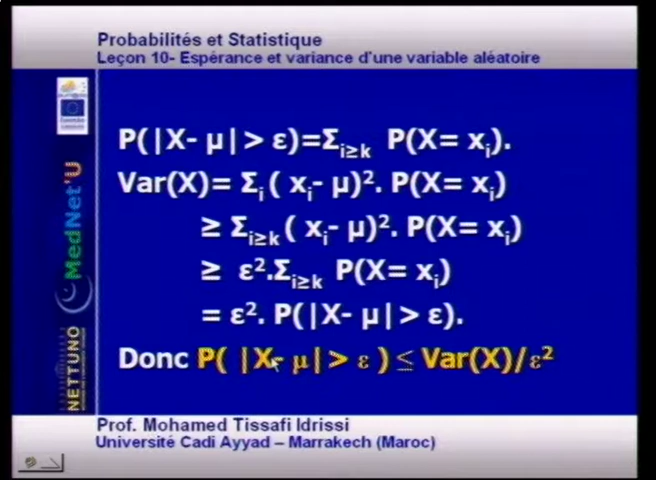 Probabilités et Statistique
Leçon 10- Espérance et variance d'une variable aléatoire
P(|X- μ|> ε)=Σi≥k P(X= xi).
Var(X)= Σi ( xi- μ)². P(X= xi)
≥ Σi≥k ( xi- μ)². P(X= xi)
≥ ε².Σi≥k P(X= xi)
= ε². P(|X- μ|> ε).
Donc P( |X- μ|> ε ) ≤ Var(X)/ε²
MedNet'U
NETTUNO
Prof. Mohamed Tissafi Idrissi
Université Cadi Ayyad – Marrakech (Maroc)